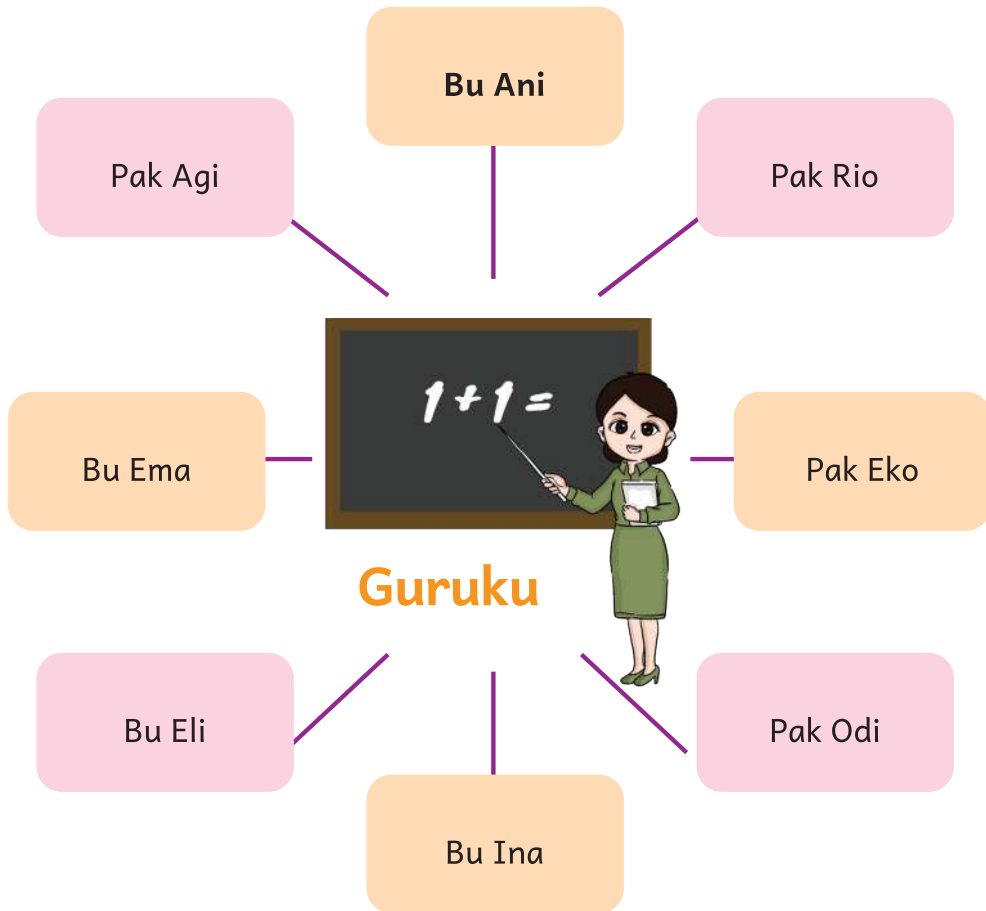 Bu Ani
Pak Agi
Pak Rio
1 + 1 =
Bu Ema
Pak Eko
Guruku
Bu Eli
Pak Odi
Bu Ina